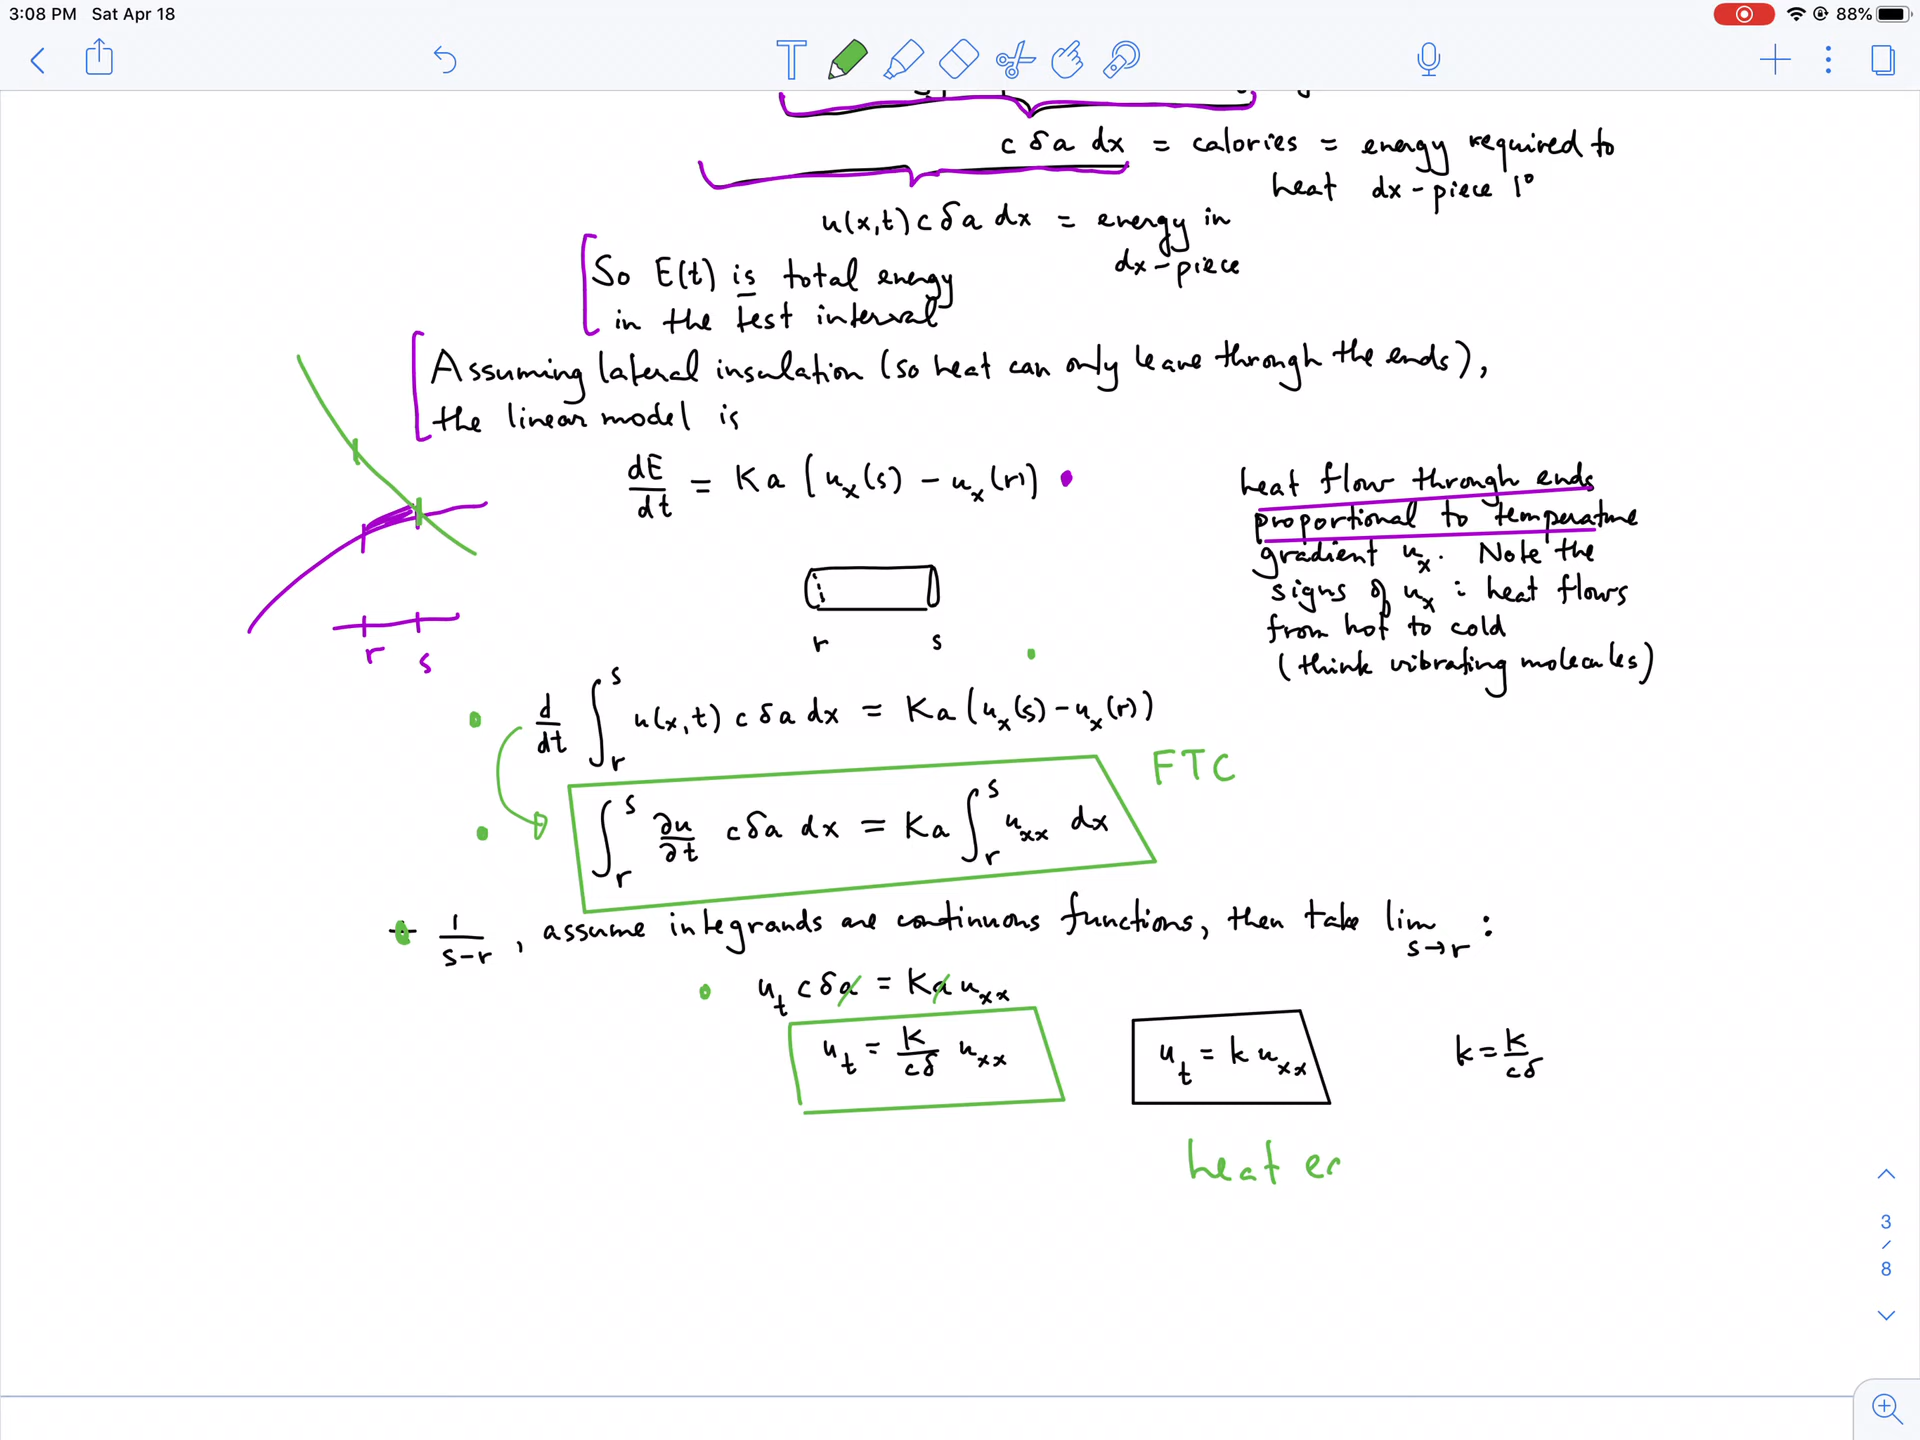 3:08 PM Sat Apr 18
88%
c δ a dx = calories = energy required to
heat dx-piece 1°
u(x,t) c δ a dx = energy in
dx-piece
So E(t) is total energy
in the test interval
Assuming lateral insulation (so heat can only leave through the ends),
the linear model is
dE/dt = Ka (u_x(s) - u_x(r))
heat flow through ends
proportional to temperature
gradient u_x. Note the
signs of u_x : heat flows
from hot to cold
(think vibrating molecules)
r s
r s
d/dt ∫_r^s u(x,t) c δ a dx = Ka (u_x(s) - u_x(r))
FTC
∫_r^s ∂u/∂t c δ a dx = Ka ∫_r^s u_xx dx
1/(s-r), assume integrands are continuous functions, then take lim_{s→r} :
u_t c δ a = K a u_xx
u_t = K/cδ u_xx
u_t = k u_xx
k = K/cδ
heat ec
3
/
8